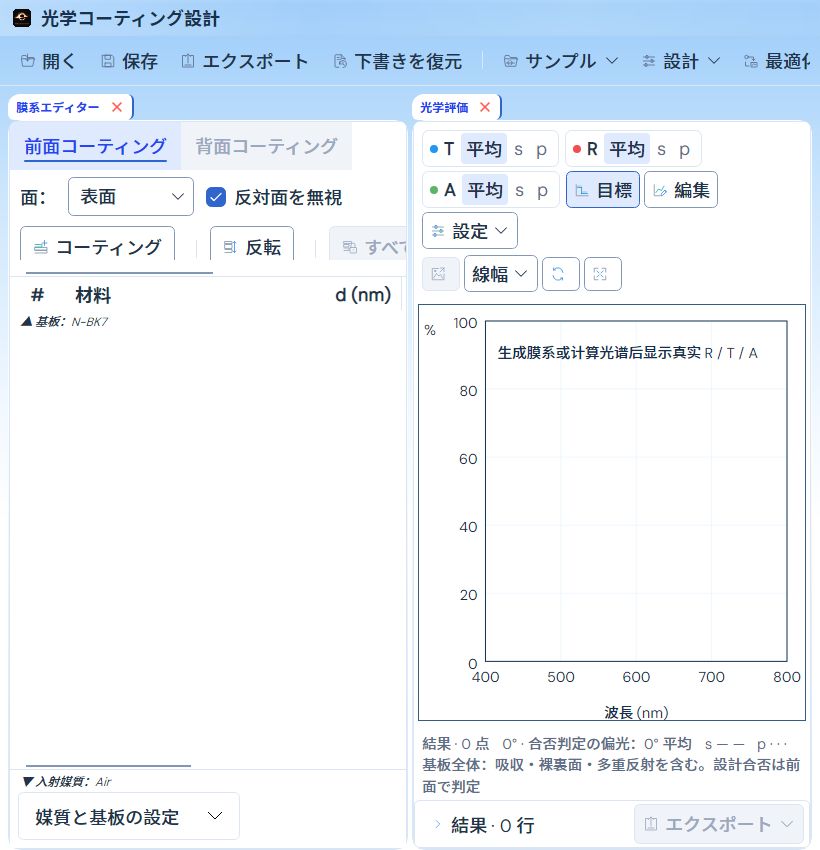 光学コーティング設計
開く 保存 エクスポート 下書きを復元 サンプル 設計
膜系エディター
前面コーティング 背面コーティング
面： 表面 反対面を無視
コーティング 反転 すべて
# 材料 d (nm)
▲ 基板： N-BK7
▼ 入射媒質： Air
媒質と基板の設定
光学評価
T 平均 s p R 平均 s p
A 平均 s p 目標 編集
設定
線幅
%
100
生成膜系或计算光谱后显示真实 R / T / A
80
60
40
20
0
400 500 600 700 800
波長 (nm)
結果 · 0 点 0° · 合否判定の偏光： 0° 平均 s — — p · · ·
基板全体： 吸収・裸裏面・多重反射を含む。設計合否は前
面で判定
結果 · 0 行 エクスポート